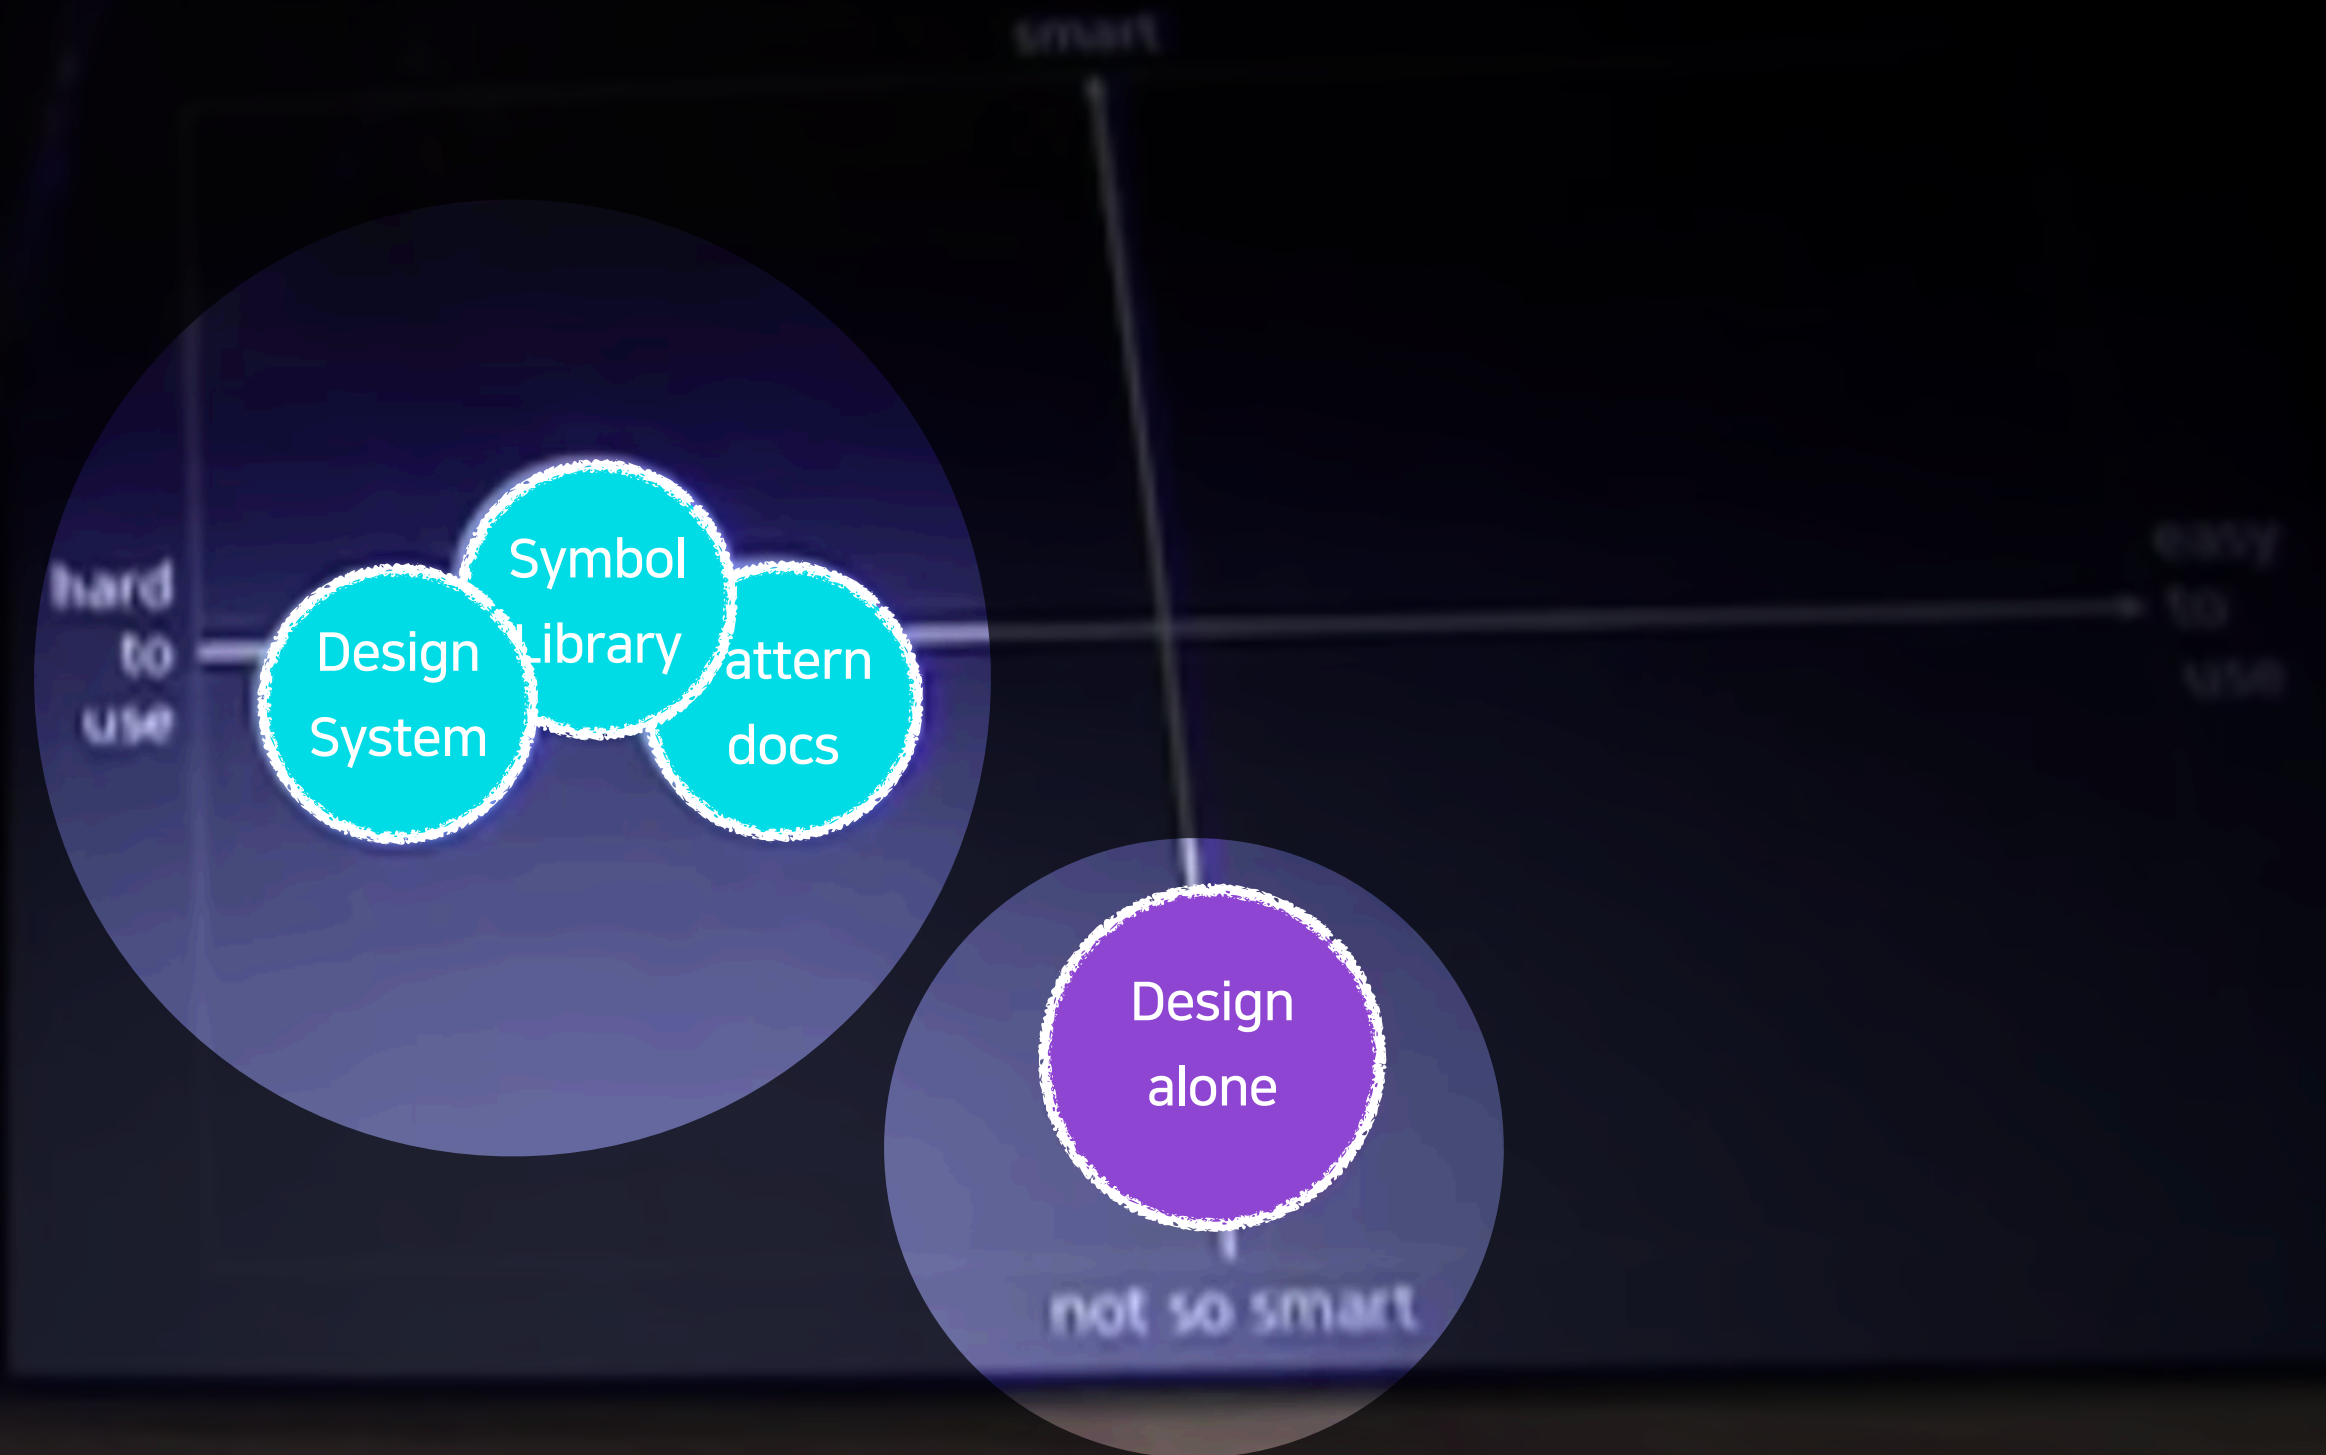 smart
hard
to
use
Symbol
Library
Design
System
attern
docs
easy
to
use
Design
alone
not so smart